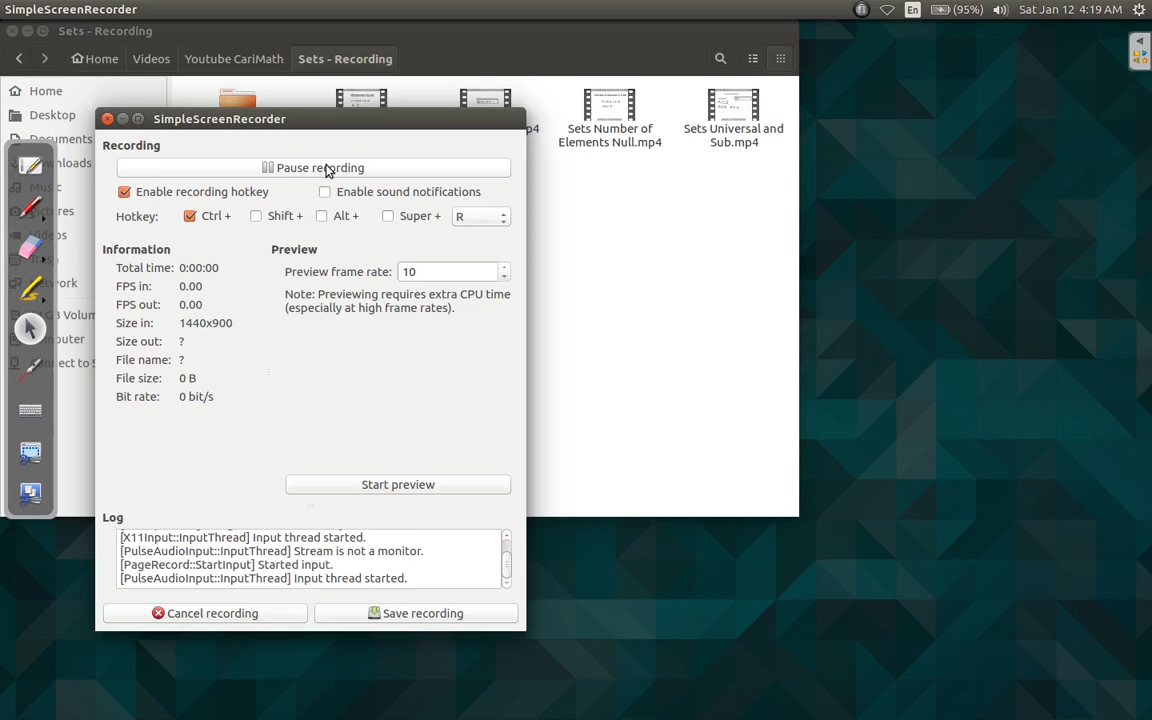 SimpleScreenRecorder
En
(95%)
Sat Jan 12 4:19 AM
Sets - Recording
Home
Videos
Youtube CariMath
Sets - Recording
Home
Desktop
Documents
p4
Sets Number of
Elements Null.mp4
Sets Universal and
Sub.mp4
SimpleScreenRecorder
Recording
Pause recording
Enable recording hotkey
Enable sound notifications
Hotkey:
Ctrl +
Shift +
Alt +
Super +
R
Information
Total time: 0:00:00
FPS in: 0.00
FPS out: 0.00
Size in: 1440x900
Size out: ?
File name: ?
File size: 0 B
Bit rate: 0 bit/s
Preview
Preview frame rate: 10
Note: Previewing requires extra CPU time
(especially at high frame rates).
Start preview
Log
[X11Input::InputThread] Input thread started.
[PulseAudioInput::InputThread] Stream is not a monitor.
[PageRecord::StartInput] Started input.
[PulseAudioInput::InputThread] Input thread started.
Cancel recording
Save recording